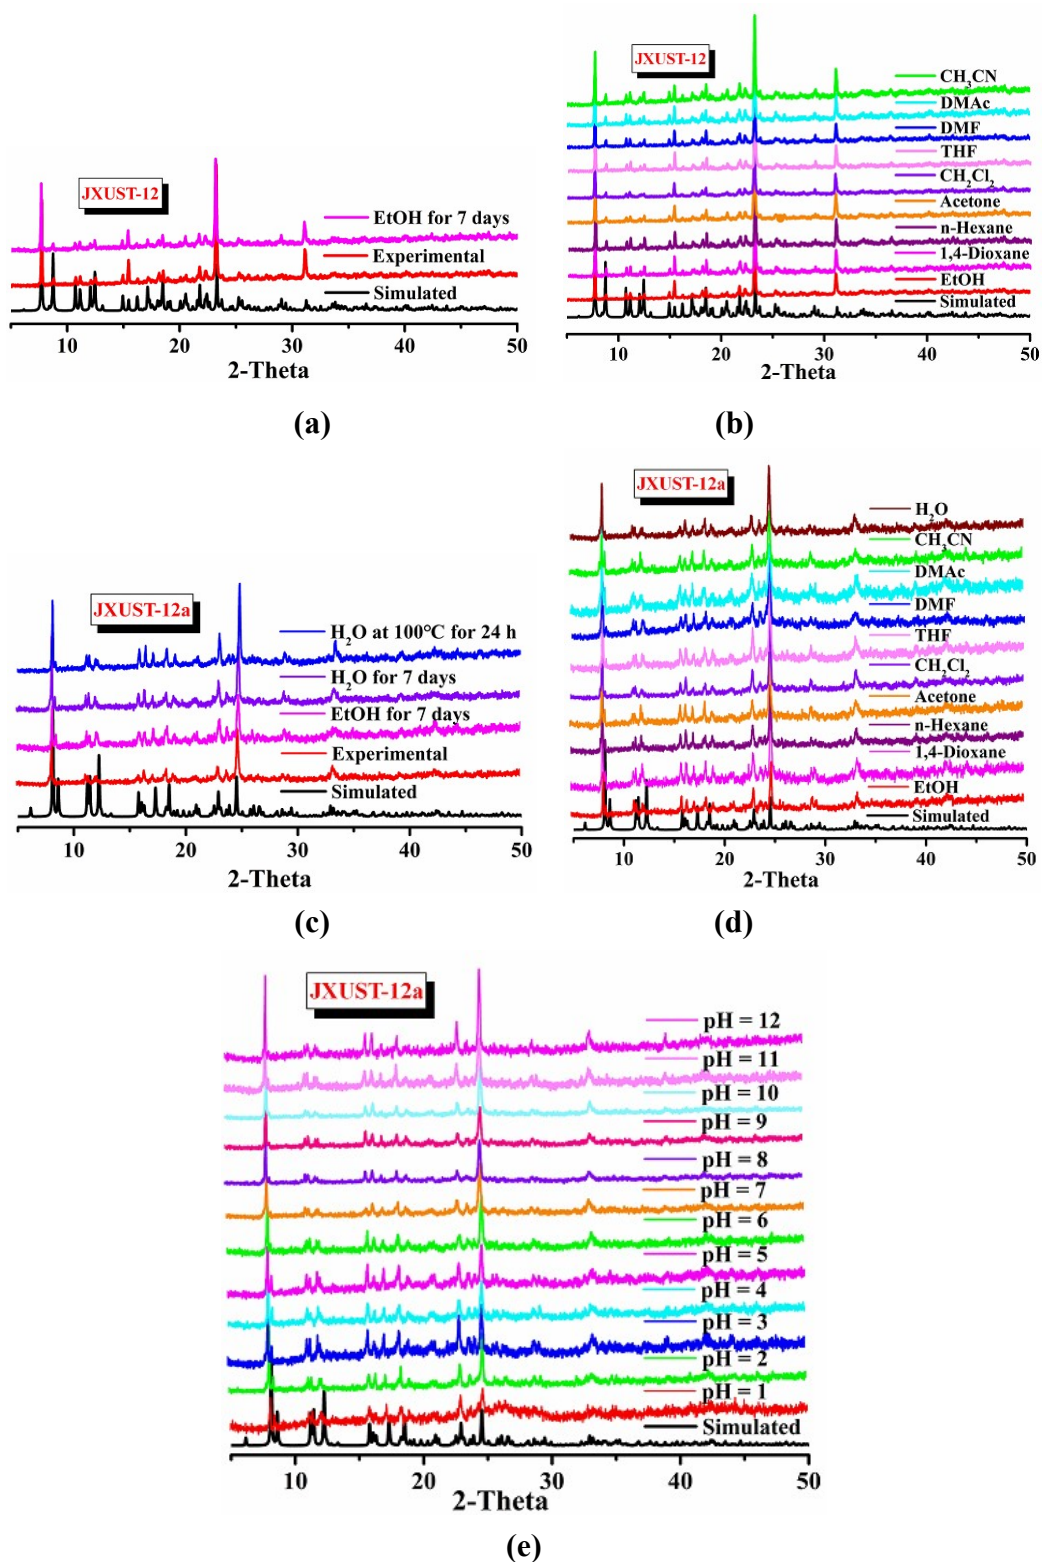 JXUST-12
EtOH for 7 days
Experimental
Simulated
10 20 30 40 50
2-Theta
(a)
JXUST-12
CH₃CN
DMAc
DMF
THF
CH₂Cl₂
Acetone
n-Hexane
1,4-Dioxane
EtOH
Simulated
10 20 30 40 50
2-Theta
(b)
JXUST-12a
H₂O at 100°C for 24 h
H₂O for 7 days
EtOH for 7 days
Experimental
Simulated
10 20 30 40 50
2-Theta
(c)
JXUST-12a
H₂O
CH₃CN
DMAc
DMF
THF
CH₂Cl₂
Acetone
n-Hexane
1,4-Dioxane
EtOH
Simulated
10 20 30 40 50
2-Theta
(d)
JXUST-12a
pH = 12
pH = 11
pH = 10
pH = 9
pH = 8
pH = 7
pH = 6
pH = 5
pH = 4
pH = 3
pH = 2
pH = 1
Simulated
10 20 30 40 50
2-Theta
(e)